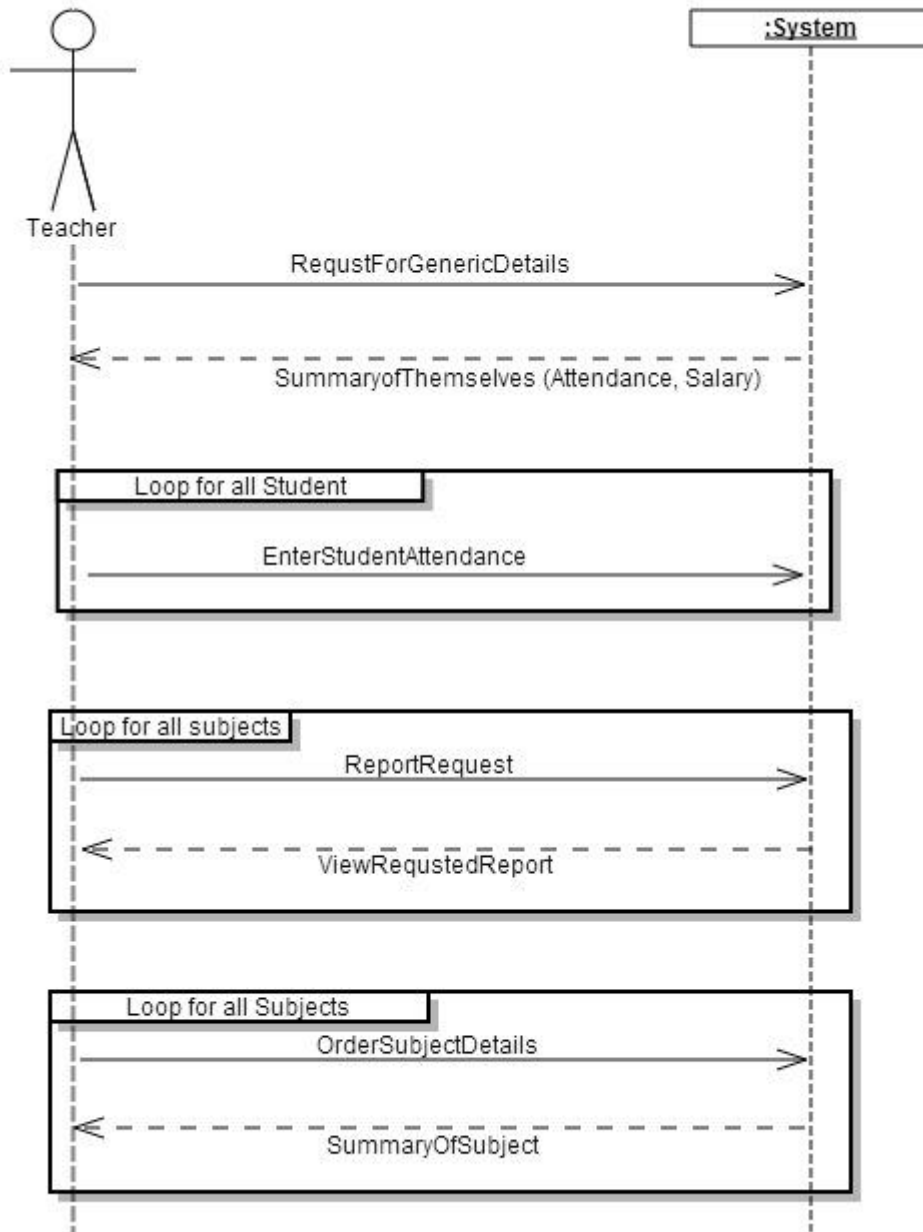 :System
Teacher
RequstForGenericDetails
SummaryofThemselves (Attendance, Salary)
Loop for all Student
EnterStudentAttendance
Loop for all subjects
ReportRequest
ViewRequstedReport
Loop for all Subjects
OrderSubjectDetails
SummaryOfSubject